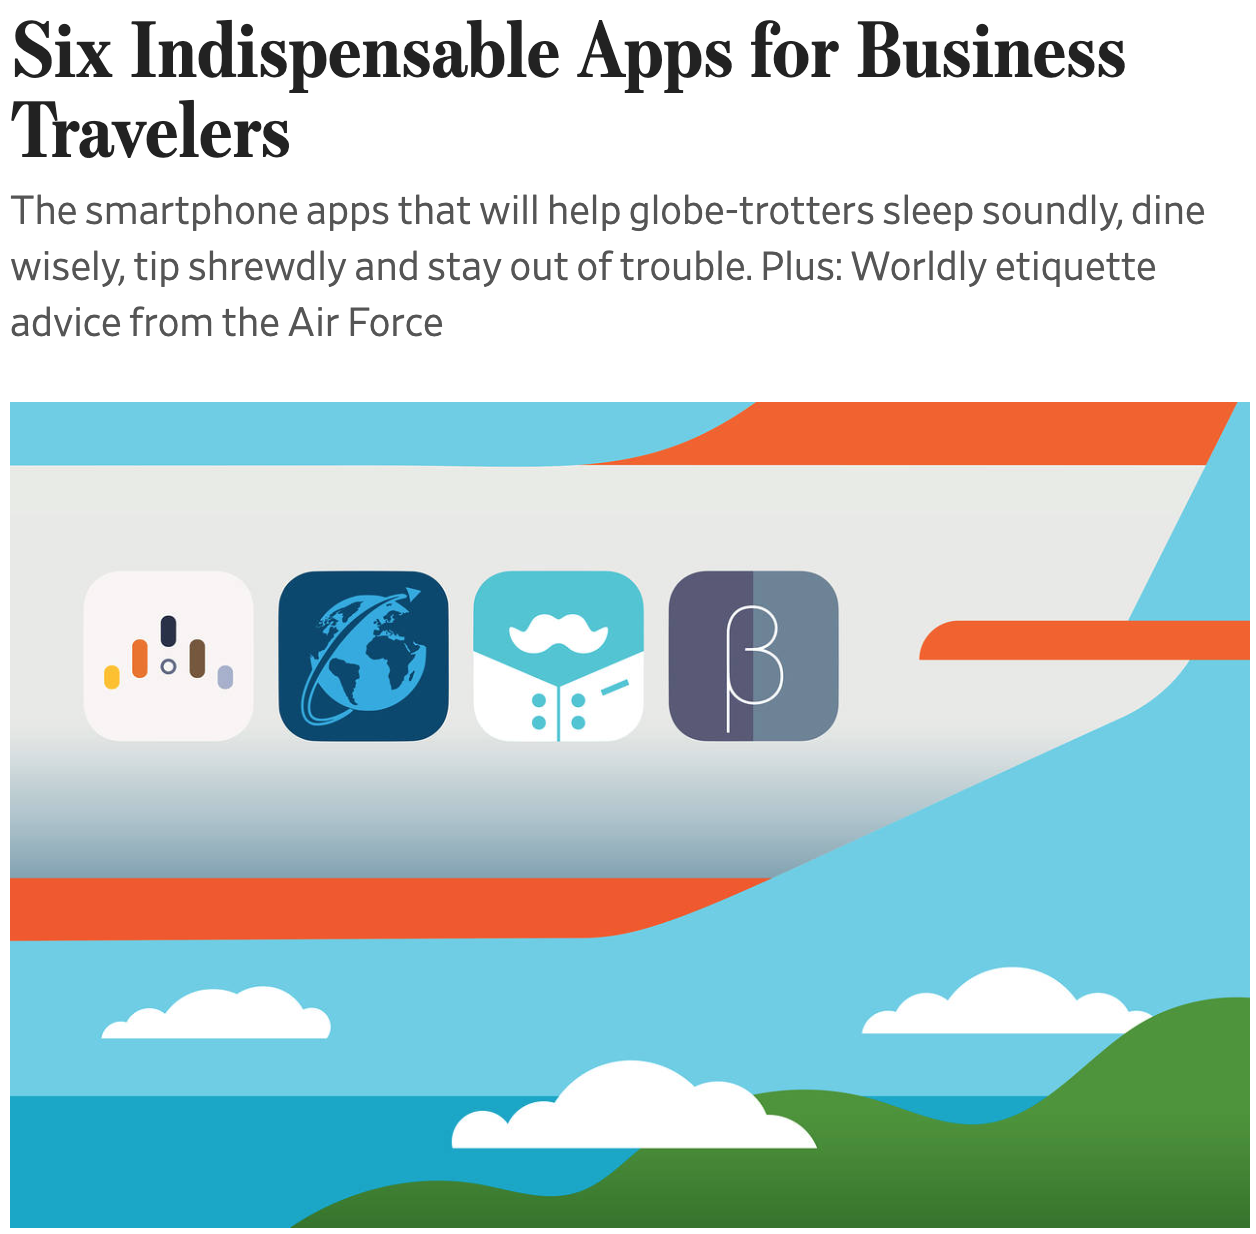 Six Indispensable Apps for Business
Travelers
The smartphone apps that will help globe-trotters sleep soundly, dine
wisely, tip shrewdly and stay out of trouble. Plus: Worldly etiquette
advice from the Air Force
β